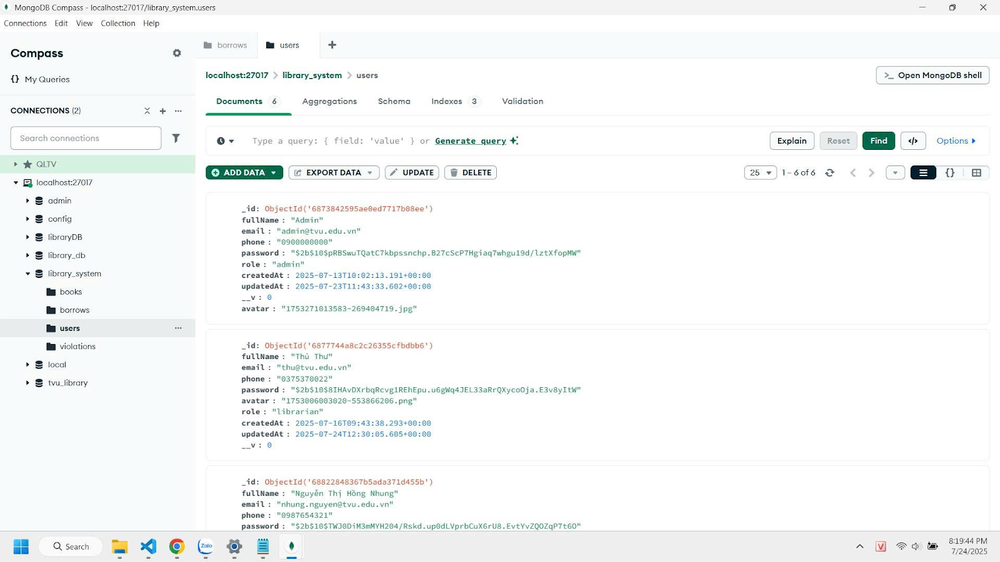 MongoDB Compass - localhost:27017/library_system.users
Connections Edit View Collection Help
Compass
{} My Queries
CONNECTIONS (2)
Search connections
QLTV
localhost:27017
admin
config
libraryDB
library_db
library_system
books
borrows
users
violations
local
tvu_library
borrows
users
localhost:27017 > library_system > users
>_ Open MongoDB shell
Documents 6 Aggregations Schema Indexes 3 Validation
Type a query: { field: 'value' } or Generate query
Explain Reset Find </> Options
ADD DATA EXPORT DATA UPDATE DELETE
25 1 – 6 of 6 {}
_id: ObjectId('6873842595ae0ed7717b08ee')
fullName : "Admin"
email : "admin@tvu.edu.vn"
phone : "0900000000"
password : "$2b$10$pRBSwuTQatC7kbpssnchp.B27cScP7Hgiaq7whgu19d/lztXfopMW"
role : "admin"
createdAt : 2025-07-13T10:02:13.191+00:00
updatedAt : 2025-07-23T11:43:33.602+00:00
__v : 0
avatar : "1753271013583-269404719.jpg"
_id: ObjectId('6877744a8c2c26355cfbdbb6')
fullName : "Thủ Thư"
email : "thu@tvu.edu.vn"
phone : "0375370022"
password : "$2b$10$8IHAvDXrbqRcvg1REhEpu.u6gWq4JEL33aRrQXycoOja.E3v8yItW"
avatar : "1753006003020-553866206.png"
role : "librarian"
createdAt : 2025-07-16T09:43:38.293+00:00
updatedAt : 2025-07-24T12:30:05.605+00:00
__v : 0
_id: ObjectId('68822848367b5ada371d455b')
fullName : "Nguyễn Thị Hồng Nhung"
email : "nhung.nguyen@tvu.edu.vn"
phone : "0987654321"
password : "$2b$10$TWJ0DiM3mMYH204/Rskd.up0dLVprbCuX6rU8.EvtYvZQOZqP7t6O"
Search
Zalo
V
8:19:44 PM
7/24/2025